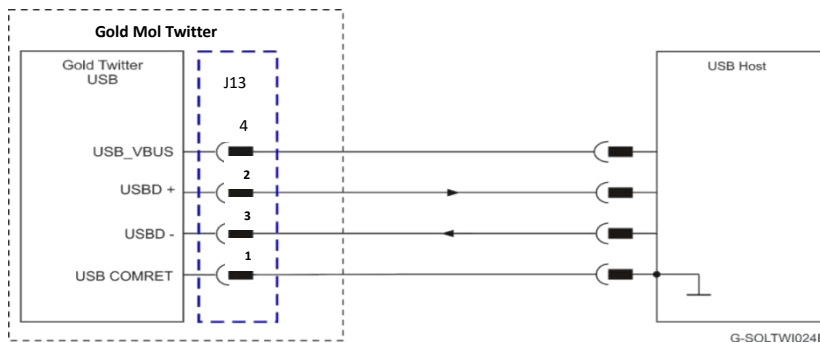 Gold Mol Twitter
Gold Twitter
USB
J13
USB Host
4
USB_VBUS
2
USBD +
3
USBD -
1
USB COMRET